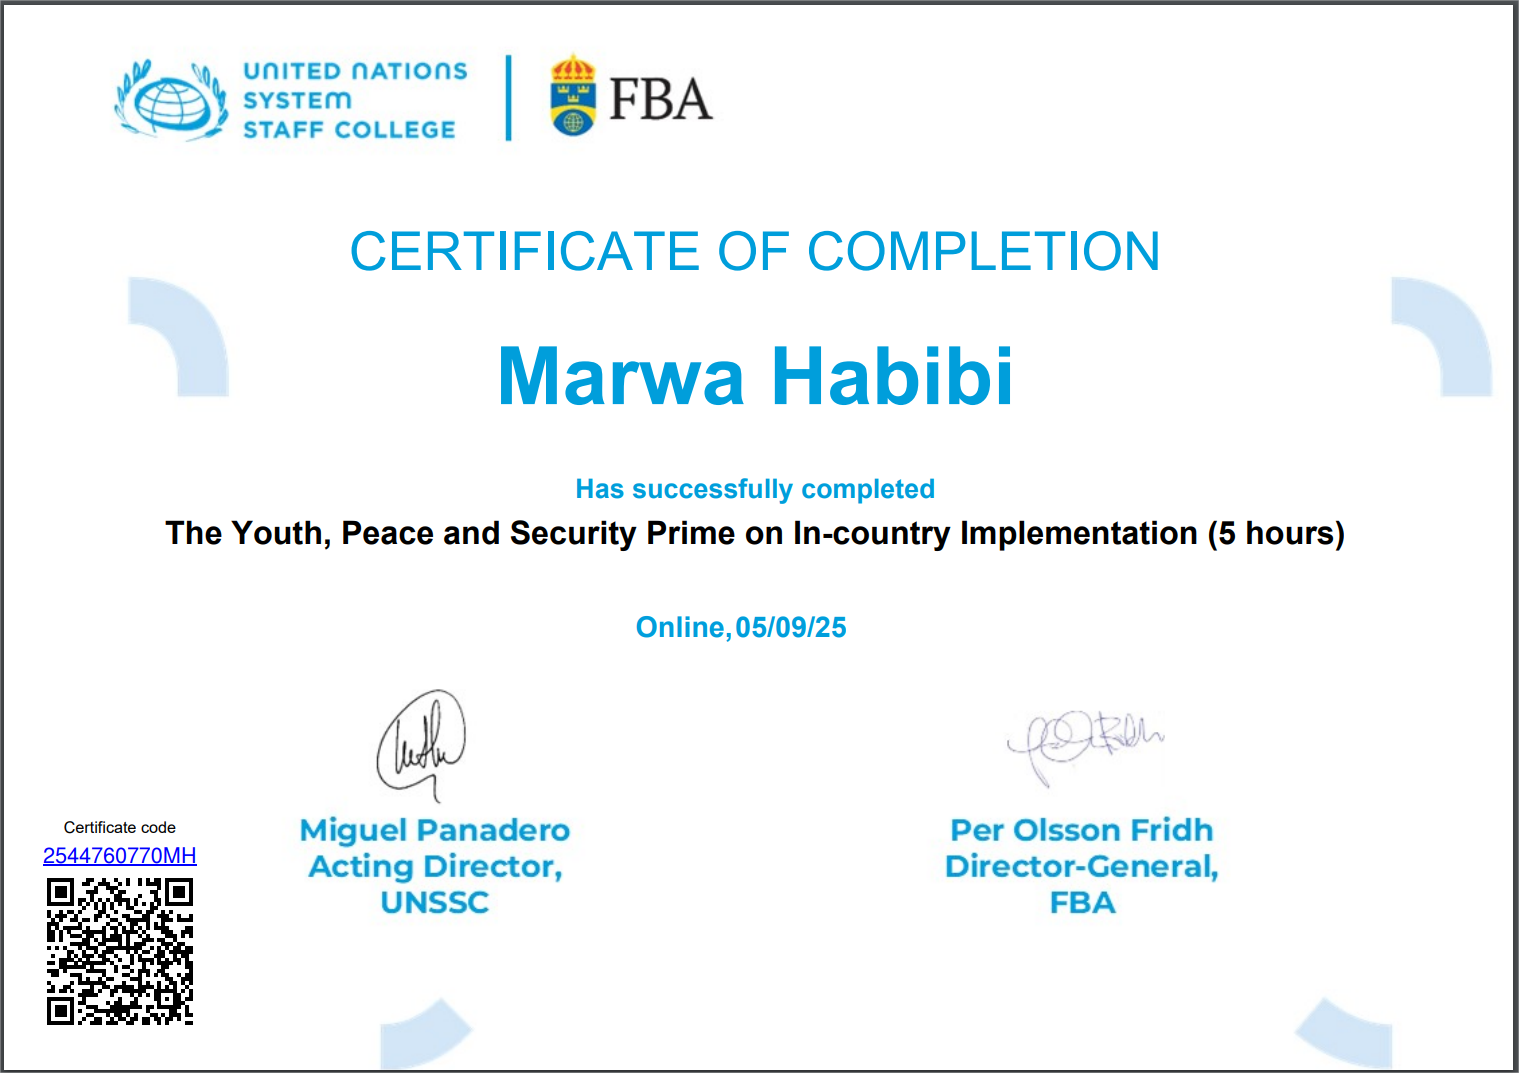 UNITED NATIONS
SYSTEM
STAFF COLLEGE
FBA
CERTIFICATE OF COMPLETION
Marwa Habibi
Has successfully completed
The Youth, Peace and Security Prime on In-country Implementation (5 hours)
Online, 05/09/25
Miguel Panadero
Acting Director,
UNSSC
Per Olsson Fridh
Director-General,
FBA
Certificate code
2544760770MH